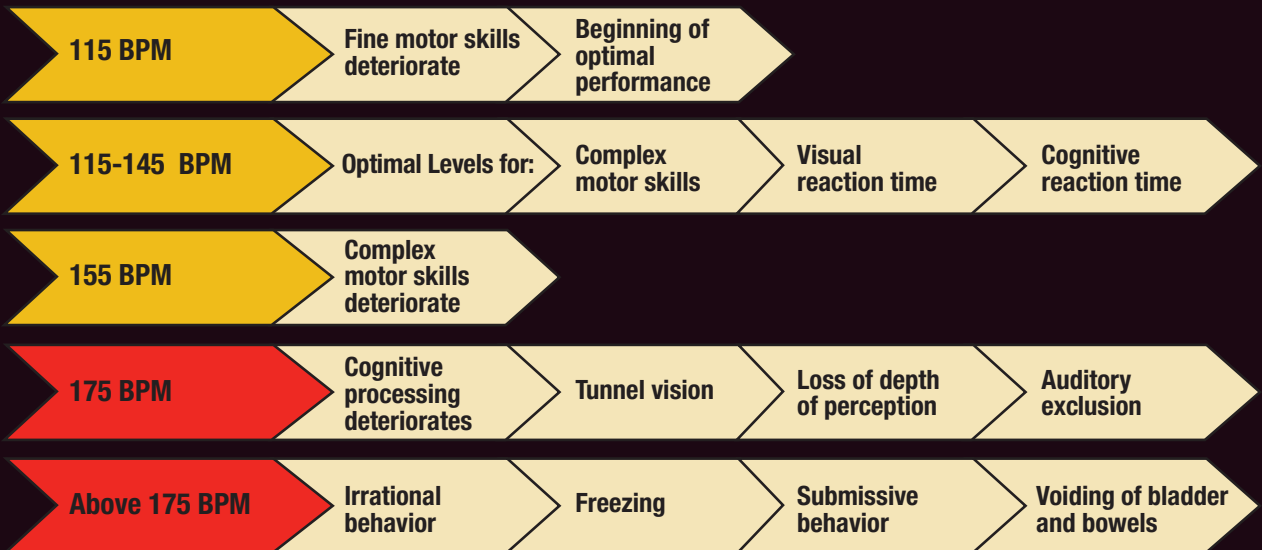 115 BPM
Fine motor skills
deteriorate
Beginning of
optimal
performance
115-145 BPM
Optimal Levels for:
Complex
motor skills
Visual
reaction time
Cognitive
reaction time
155 BPM
Complex
motor skills
deteriorate
175 BPM
Cognitive
processing
deteriorates
Tunnel vision
Loss of depth
of perception
Auditory
exclusion
Above 175 BPM
Irrational
behavior
Freezing
Submissive
behavior
Voiding of bladder
and bowels